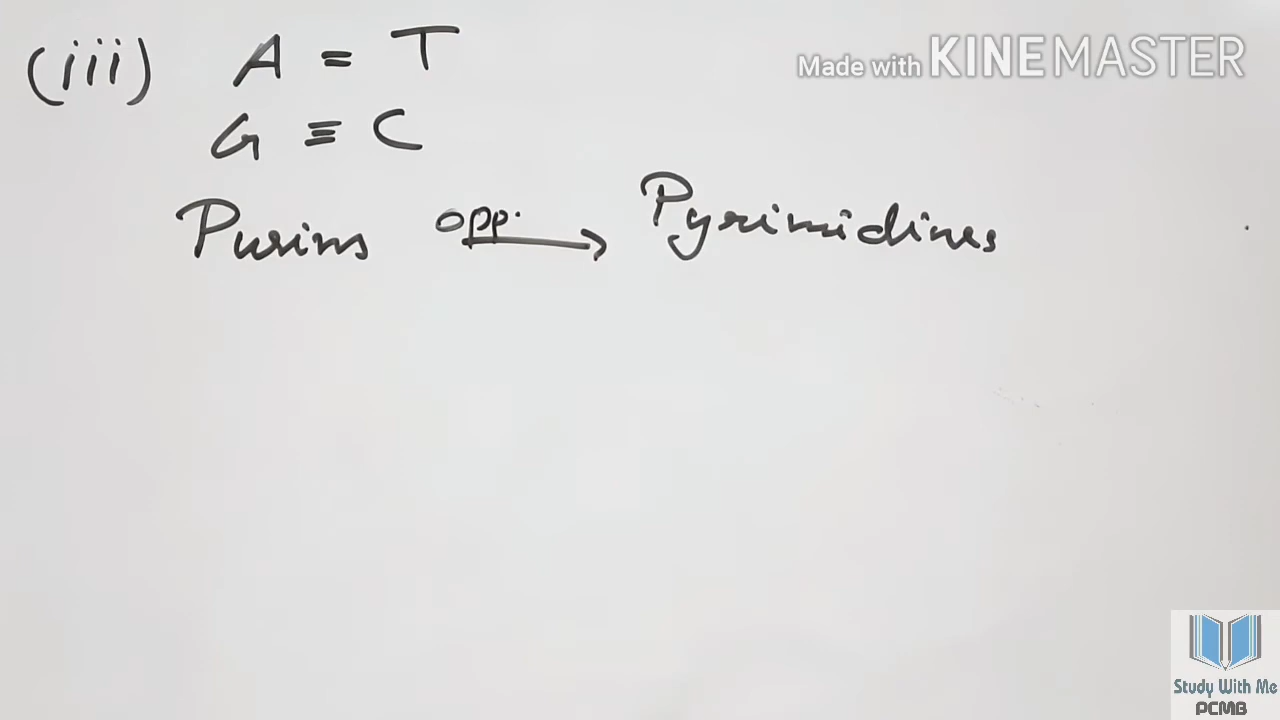 (iii) A = T
G ≡ C
Purins opp. → Pyrimidines
Made with KINEMASTER
Study With Me
PCMB